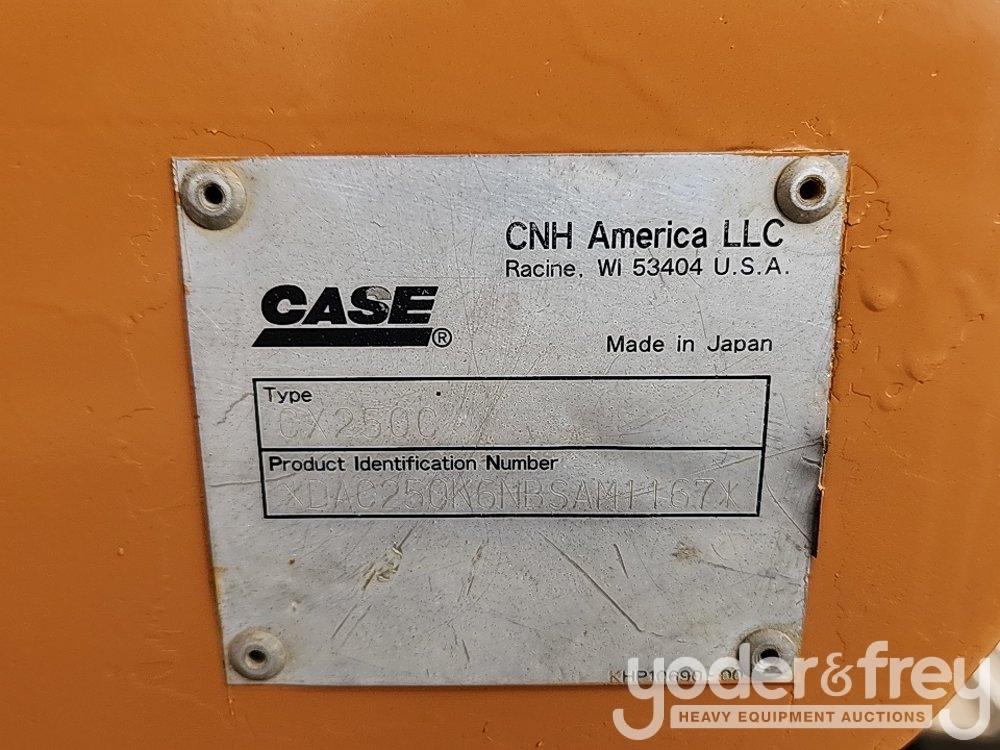 CNH America LLC
Racine, WI 53404 U.S.A.
CASE®
Made in Japan
Type
CX250C
Product Identification Number
XDAC250K6NBSAM1167X
yoder&frey
HEAVY EQUIPMENT AUCTIONS